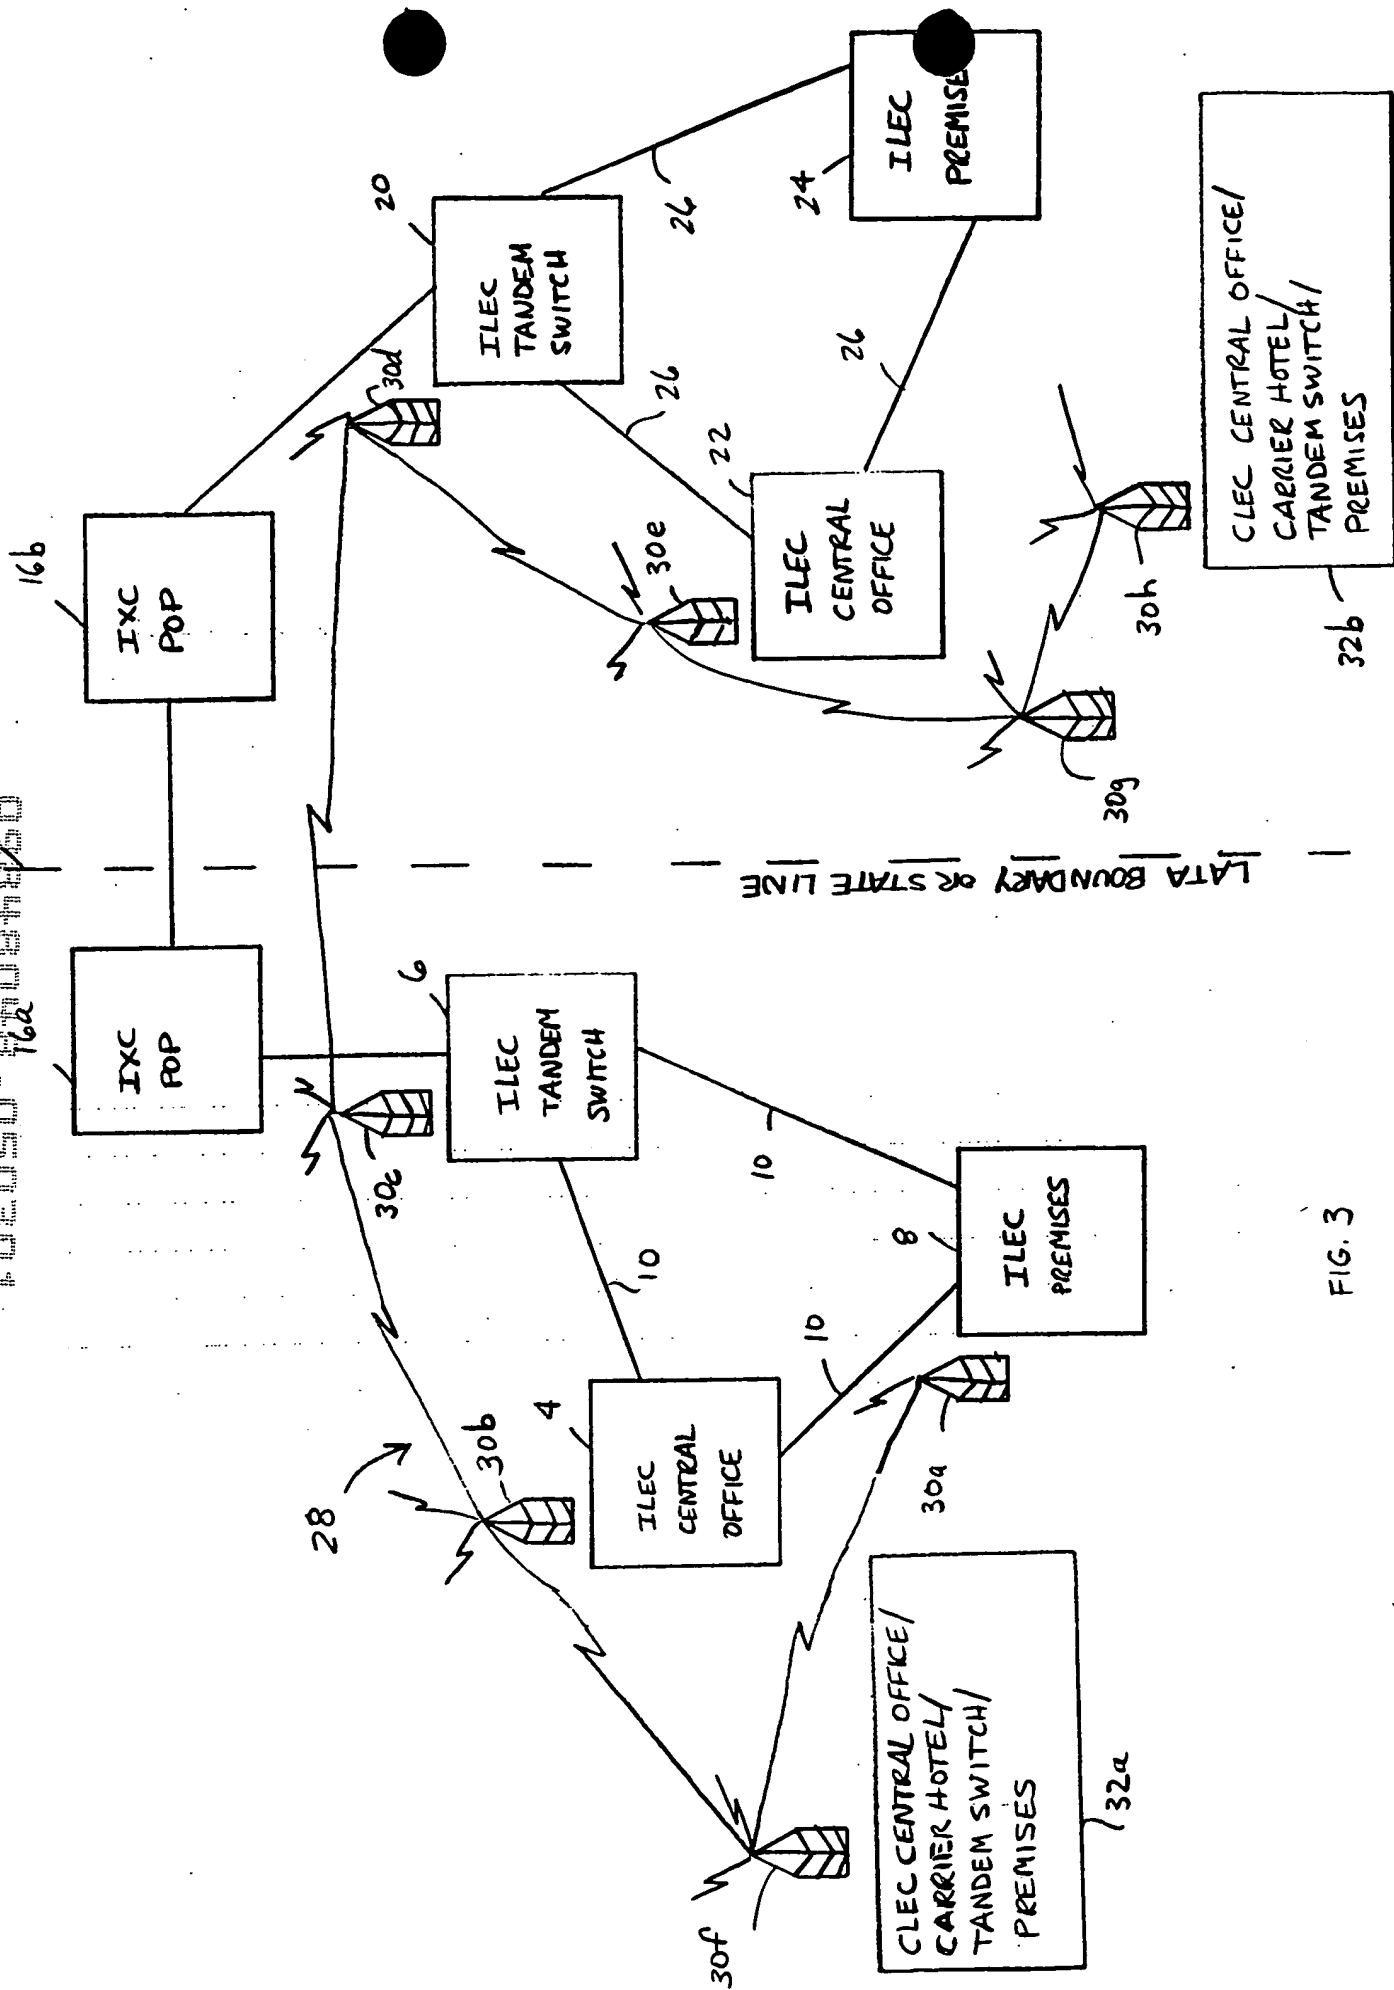 16a
IXC
POP
16b
IXC
POP
28
30b
30c
6
ILEC
TANDEM
SWITCH
30d
20
ILEC
TANDEM
SWITCH
4
ILEC
CENTRAL
OFFICE
10
10
10
26
26
26
30e
22
ILEC
CENTRAL
OFFICE
24
ILEC
PREMISE
30f
30a
8
ILEC
PREMISES
LATA BOUNDARY OR STATE LINE
30g
30h
CLEC CENTRAL OFFICE/
CARRIER HOTEL/
TANDEM SWITCH/
PREMISES
32a
CLEC CENTRAL OFFICE/
CARRIER HOTEL/
TANDEM SWITCH/
PREMISES
32b
FIG. 3